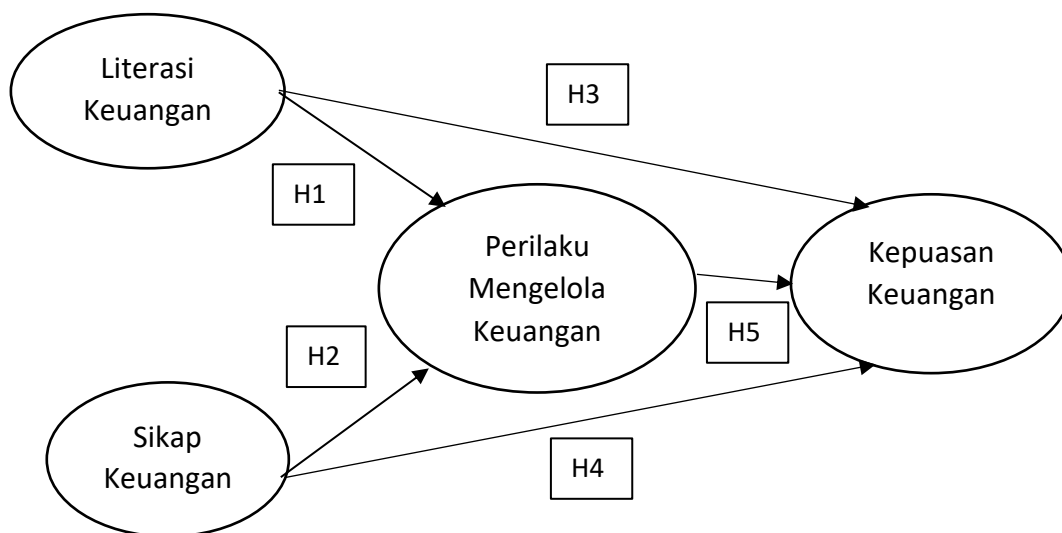 Literasi
Keuangan
H3
H1
Perilaku
Mengelola
Keuangan
Kepuasan
Keuangan
H2
H5
Sikap
Keuangan
H4